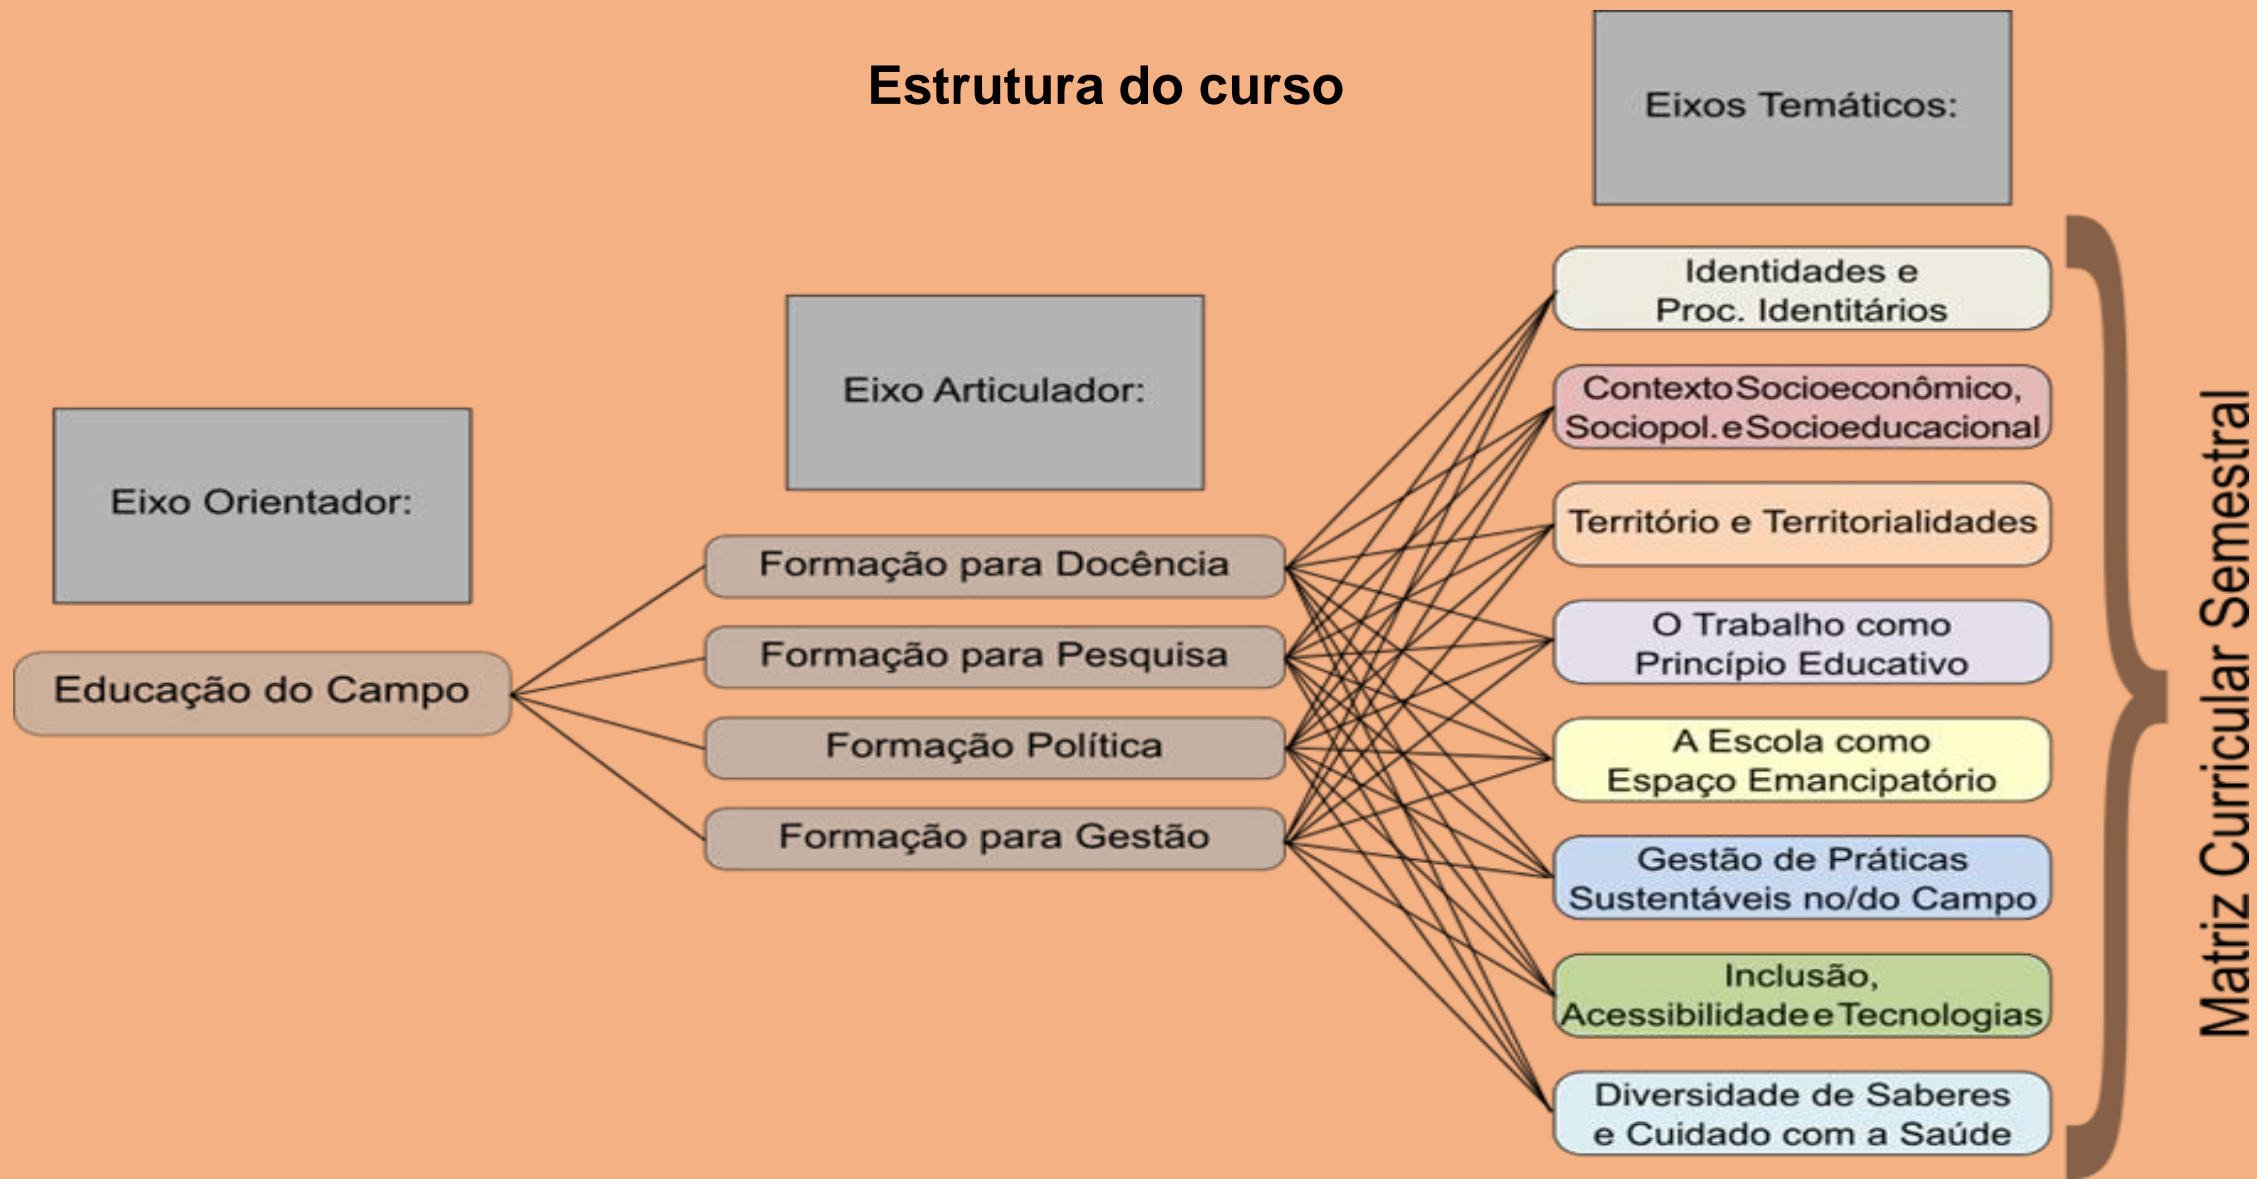 Estrutura do curso
Eixo Orientador:
Educação do Campo
Eixo Articulador:
Formação para Docência
Formação para Pesquisa
Formação Política
Formação para Gestão
Eixos Temáticos:
Identidades e
Proc. Identitários
Contexto Socioeconômico,
Sociopol. e Socioeducacional
Território e Territorialidades
O Trabalho como
Princípio Educativo
A Escola como
Espaço Emancipatório
Gestão de Práticas
Sustentáveis no/do Campo
Inclusão,
Acessibilidade e Tecnologias
Diversidade de Saberes
e Cuidado com a Saúde
Matriz Curricular Semestral